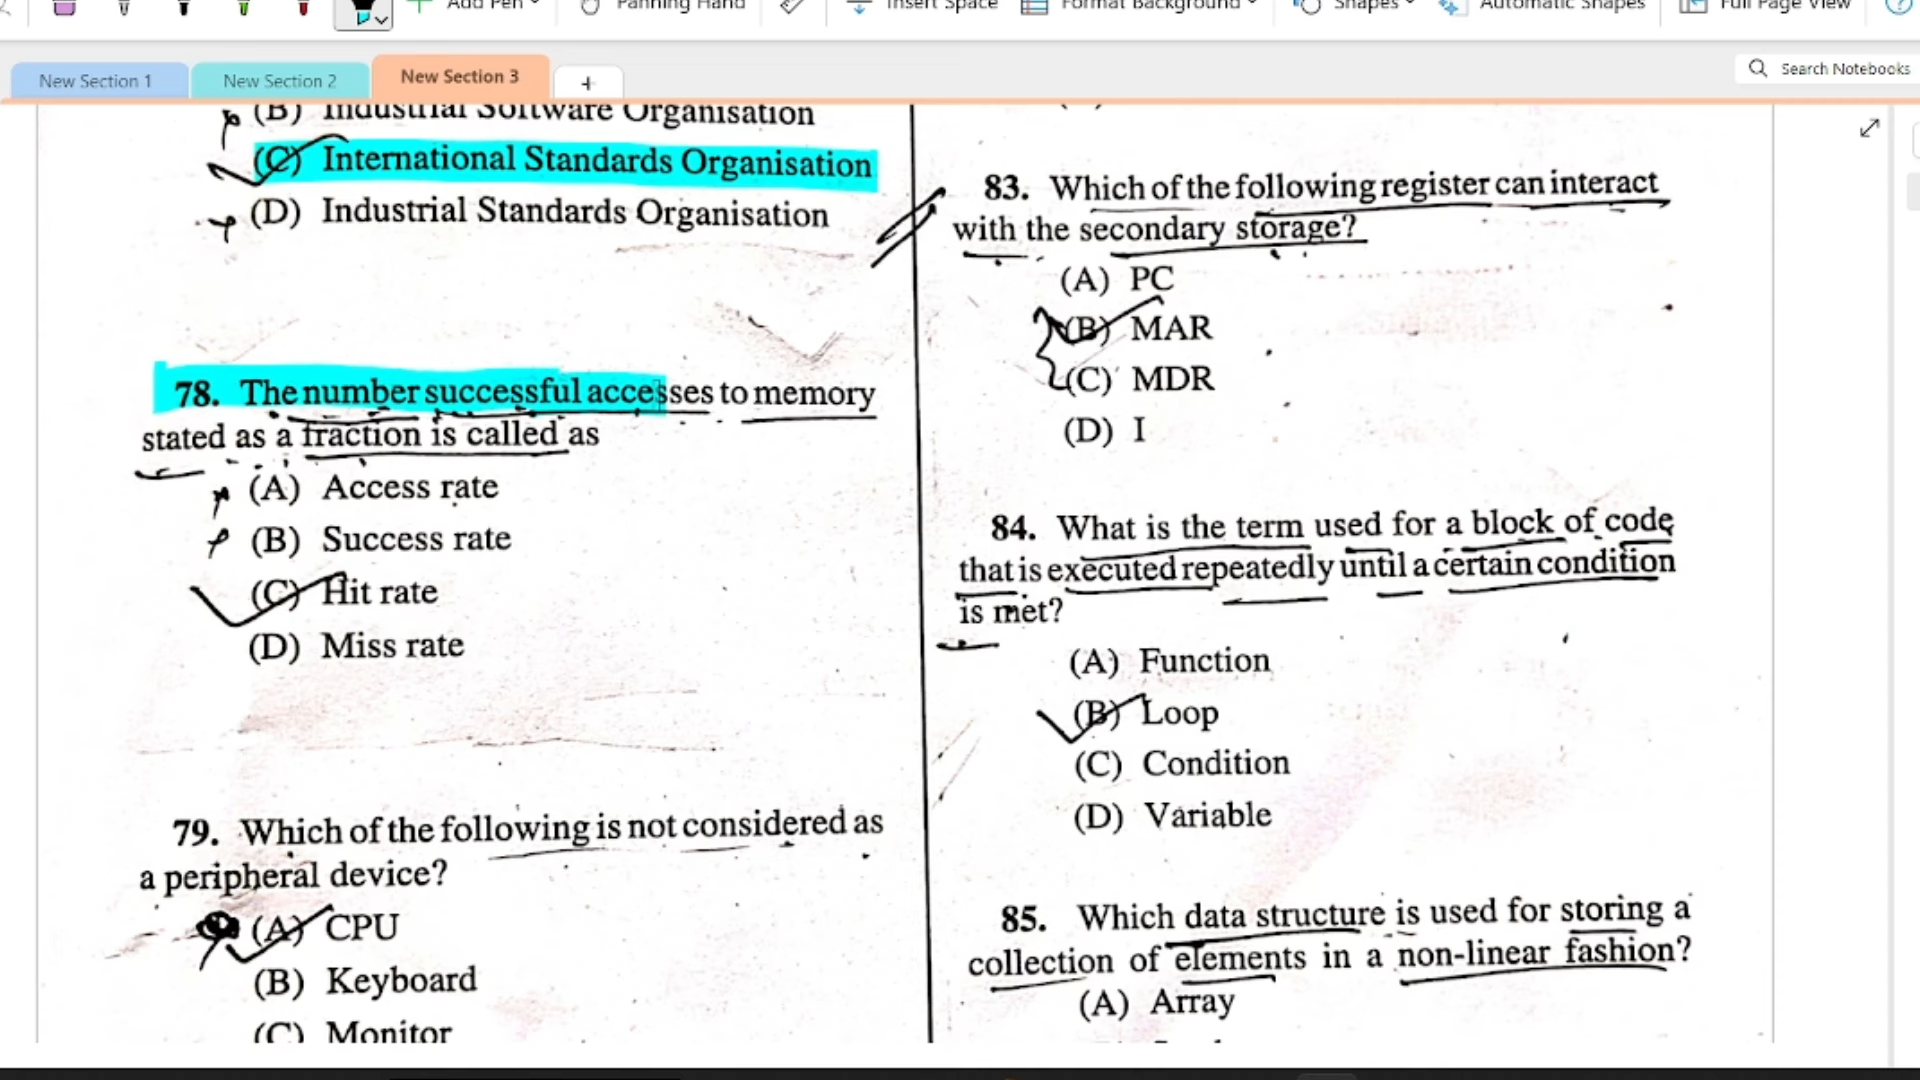 Add Pen
Panning Hand
Insert Space
Format Background
Shapes
Automatic Shapes
Full Page View
New Section 1
New Section 2
New Section 3
+
Search Notebooks
(B) Industrial Software Organisation
(C) International Standards Organisation
(D) Industrial Standards Organisation
78. The number successful accesses to memory
stated as a fraction is called as
(A) Access rate
(B) Success rate
(C) Hit rate
(D) Miss rate
79. Which of the following is not considered as
a peripheral device?
(A) CPU
(B) Keyboard
(C) Monitor
83. Which of the following register can interact
with the secondary storage?
(A) PC
(B) MAR
(C) MDR
(D) I
84. What is the term used for a block of code
that is executed repeatedly until a certain condition
is met?
(A) Function
(B) Loop
(C) Condition
(D) Variable
85. Which data structure is used for storing a
collection of elements in a non-linear fashion?
(A) Array